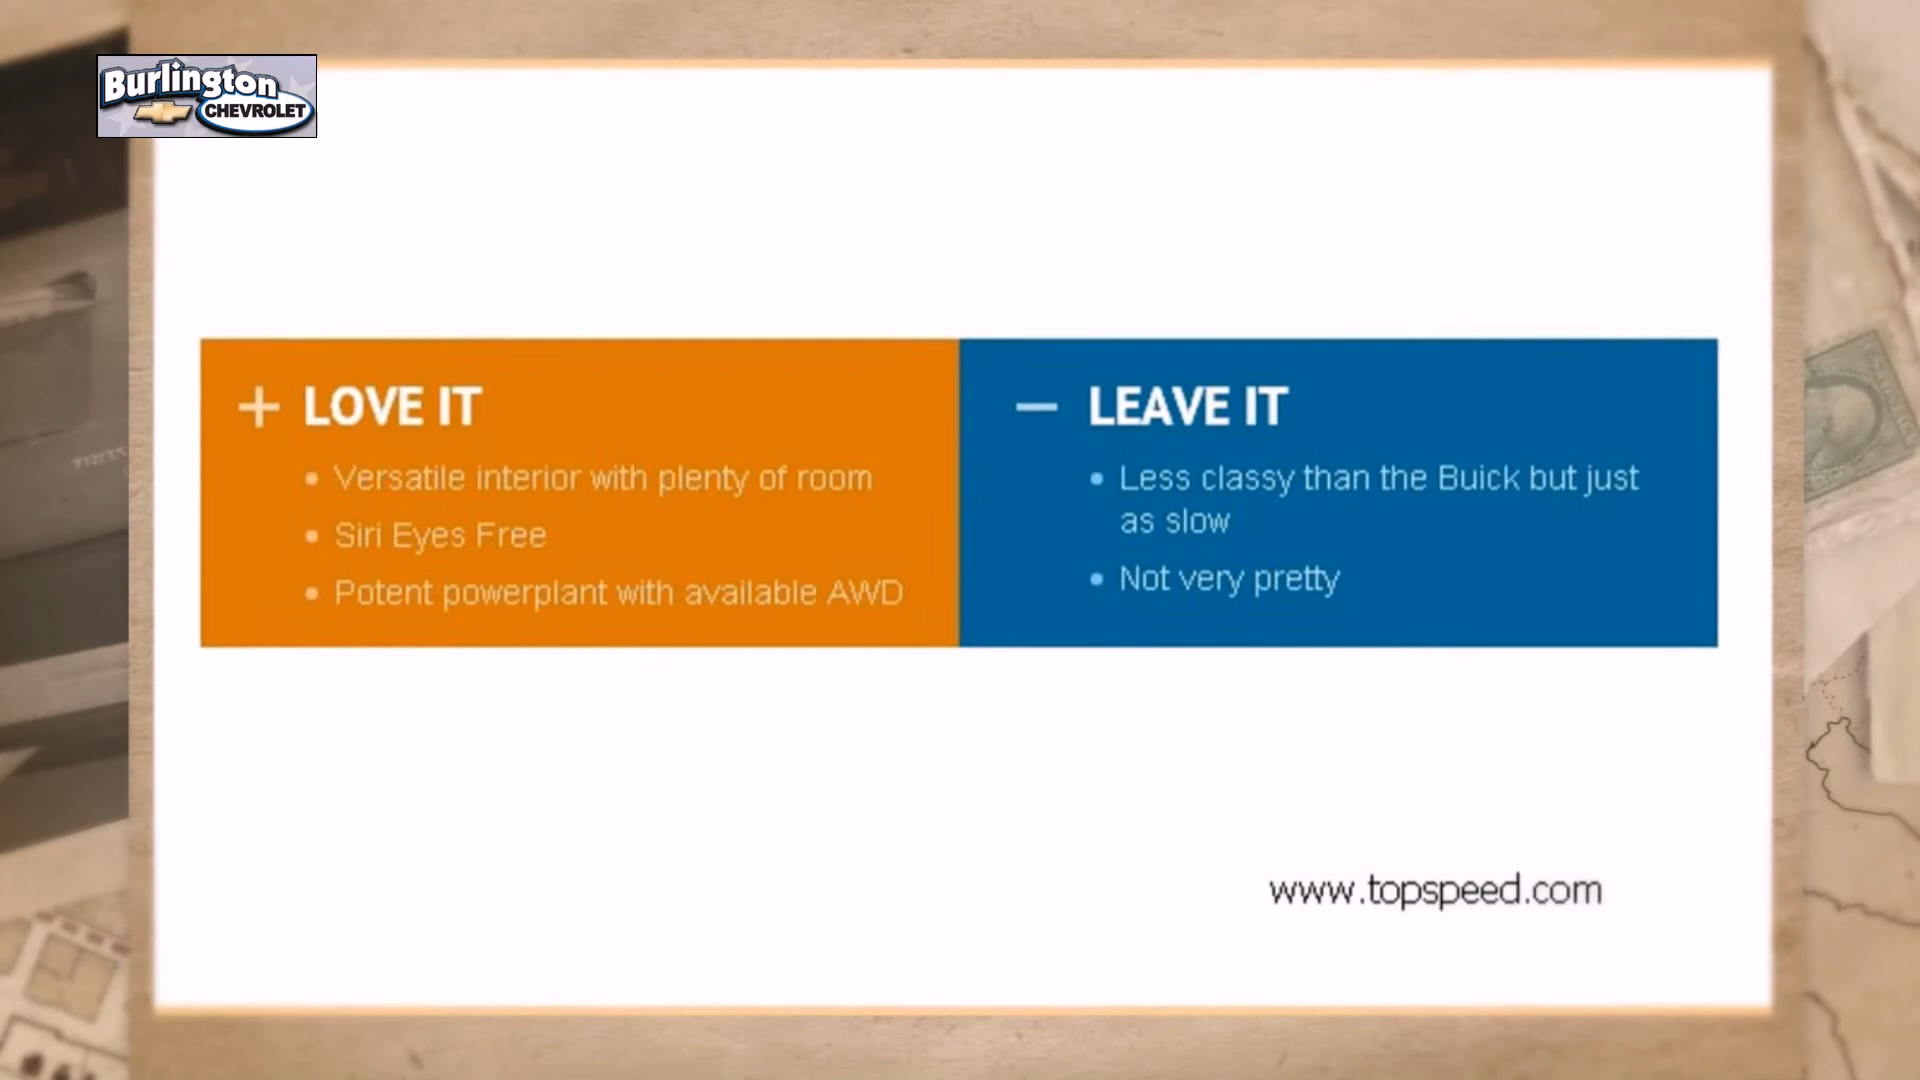 Burlington
CHEVROLET
+ LOVE IT
• Versatile interior with plenty of room
• Siri Eyes Free
• Potent powerplant with available AWD
— LEAVE IT
• Less classy than the Buick but just
as slow
• Not very pretty
www.topspeed.com